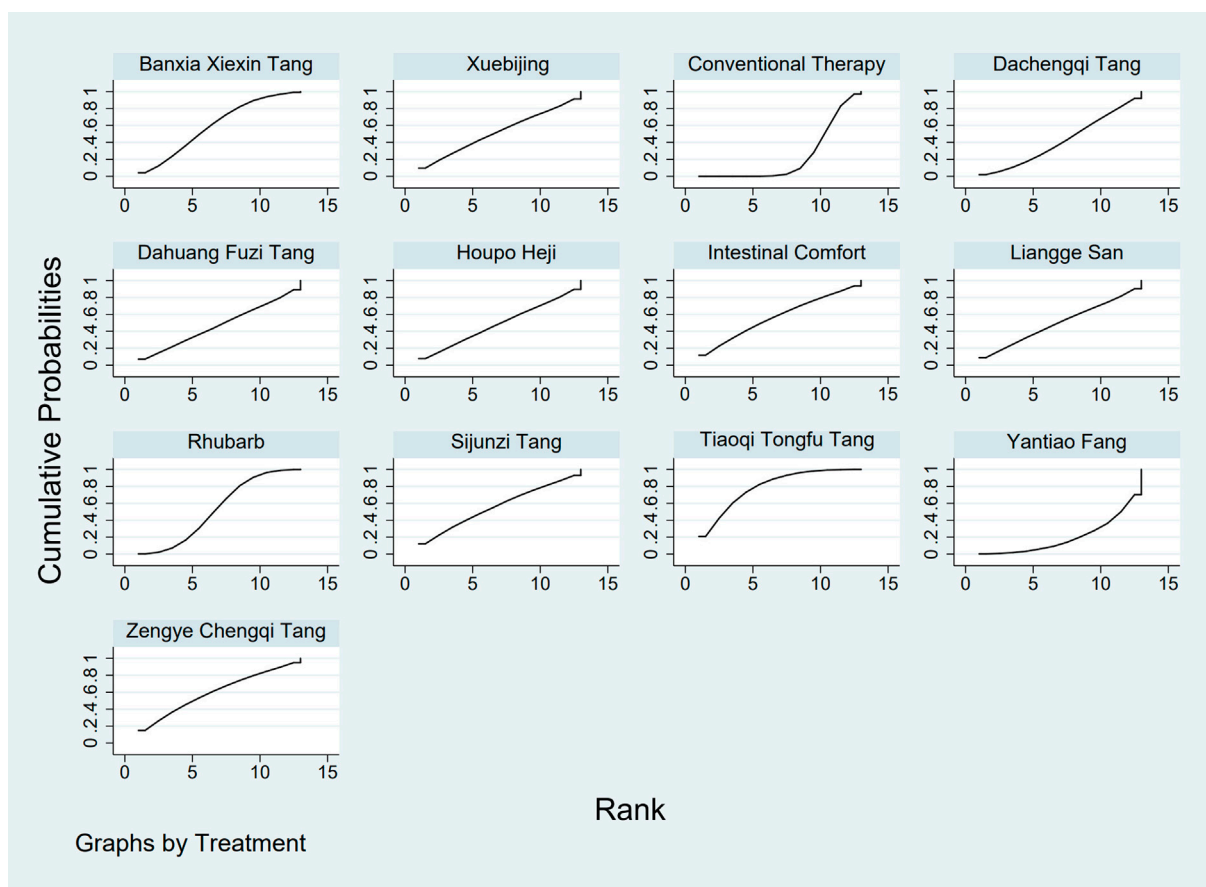 Banxia Xiexin Tang
Xuebijing
Conventional Therapy
Dachengqi Tang
0 .2 .4 .6 .8 1
0 .2 .4 .6 .8 1
0 .2 .4 .6 .8 1
0 .2 .4 .6 .8 1
0 5 10 15
0 5 10 15
0 5 10 15
0 5 10 15
Cumulative Probabilities
Dahuang Fuzi Tang
Houpo Heji
Intestinal Comfort
Liangge San
0 .2 .4 .6 .8 1
0 .2 .4 .6 .8 1
0 .2 .4 .6 .8 1
0 .2 .4 .6 .8 1
0 5 10 15
0 5 10 15
0 5 10 15
0 5 10 15
Rhubarb
Sijunzi Tang
Tiaoqi Tongfu Tang
Yantiao Fang
0 .2 .4 .6 .8 1
0 .2 .4 .6 .8 1
0 .2 .4 .6 .8 1
0 .2 .4 .6 .8 1
0 5 10 15
0 5 10 15
0 5 10 15
0 5 10 15
Zengye Chengqi Tang
0 .2 .4 .6 .8 1
0 5 10 15
Rank
Graphs by Treatment